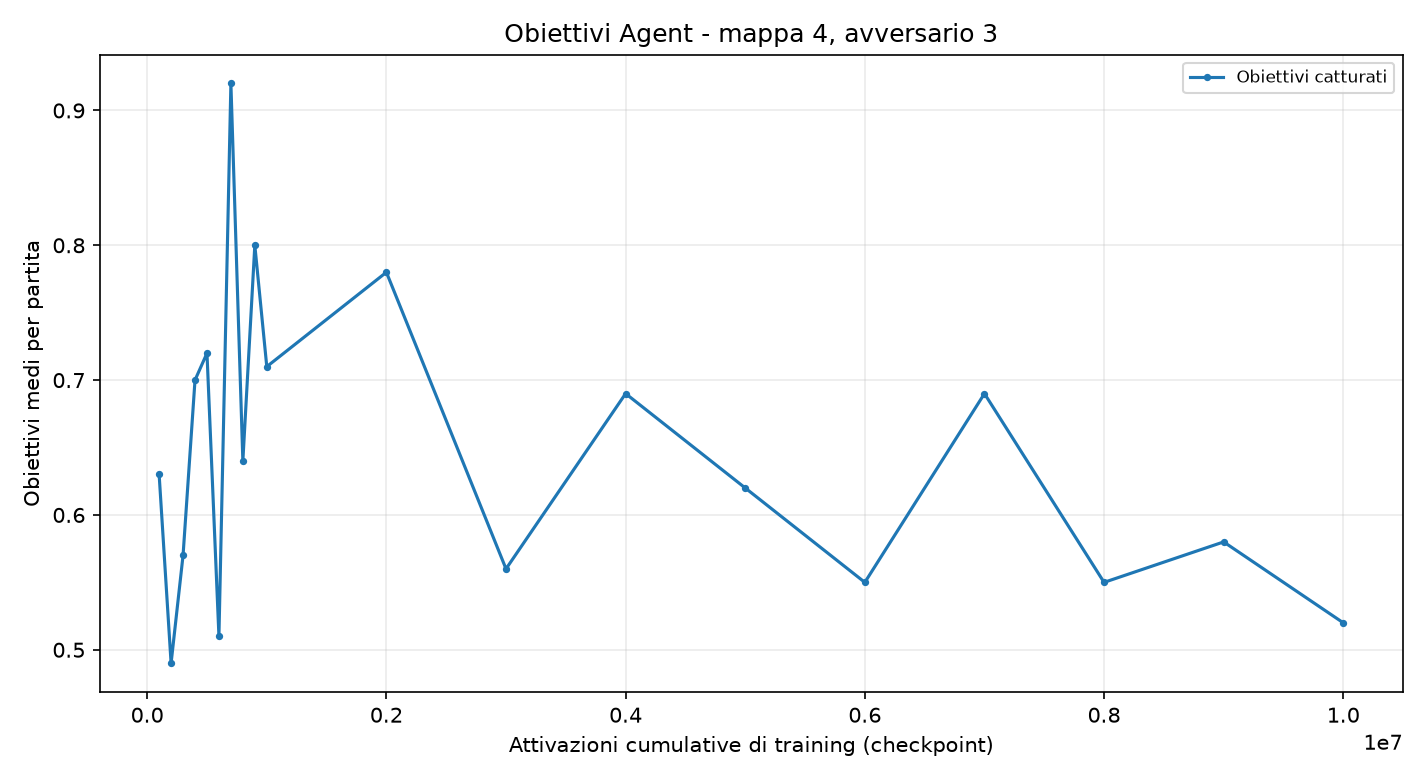 Obiettivi Agent - mappa 4, avversario 3
Obiettivi catturati
Obiettivi medi per partita
0.9
0.8
0.7
0.6
0.5
0.0 0.2 0.4 0.6 0.8 1.0
1e7
Attivazioni cumulative di training (checkpoint)